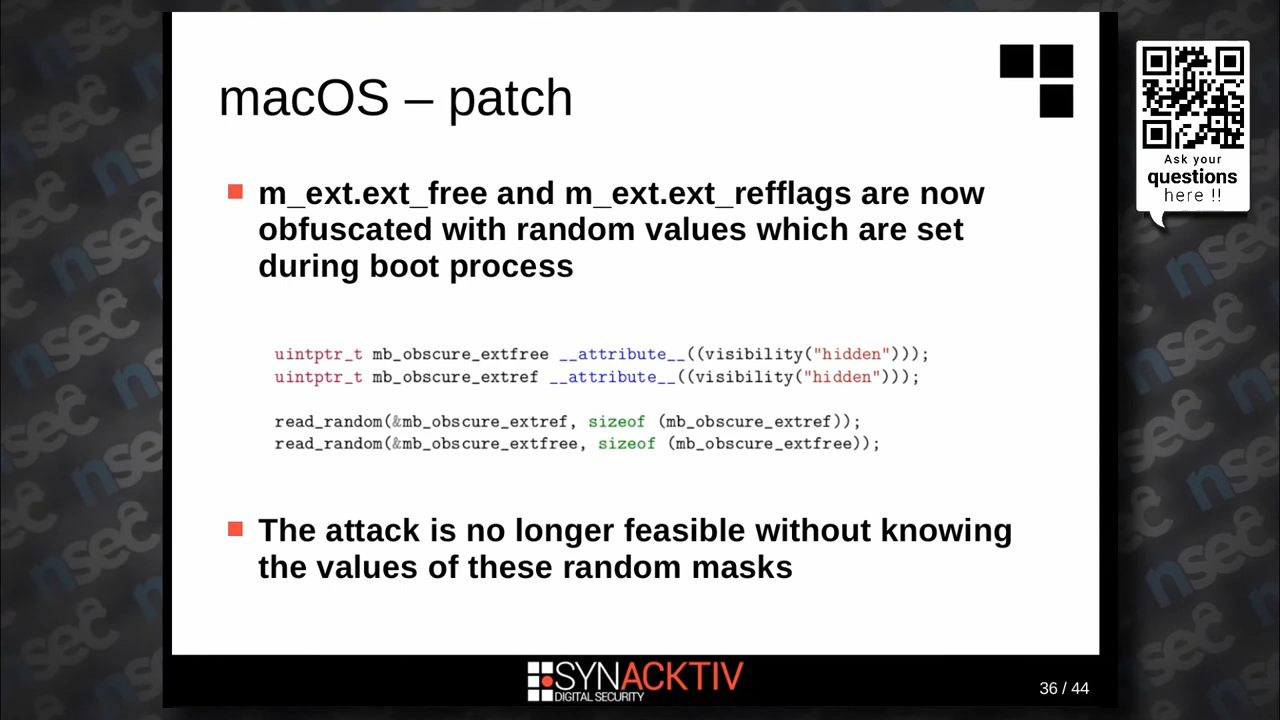 macOS – patch
m_ext.ext_free and m_ext.ext_refflags are now
obfuscated with random values which are set
during boot process
uintptr_t mb_obscure_extfree __attribute__((visibility("hidden")));
uintptr_t mb_obscure_extref __attribute__((visibility("hidden")));
read_random(&mb_obscure_extref, sizeof (mb_obscure_extref));
read_random(&mb_obscure_extfree, sizeof (mb_obscure_extfree));
The attack is no longer feasible without knowing
the values of these random masks
SYNACKTIV
DIGITAL SECURITY
36 / 44
Ask your
questions
here !!
nsec